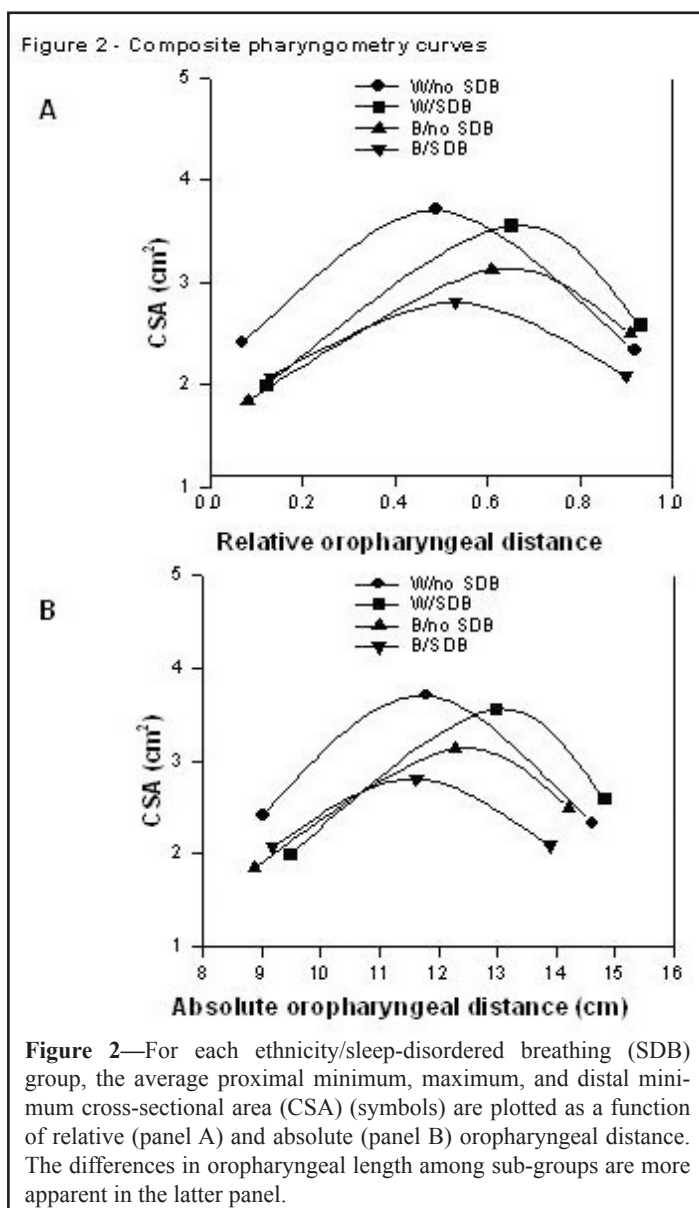 Figure 2 - Composite pharyngometry curves
A
W/no SDB
W/SDB
B/no SDB
B/SDB
5
4
3
2
1
CSA (cm²)
0.0 0.2 0.4 0.6 0.8 1.0
Relative oropharyngeal distance
B
W/no SDB
W/SDB
B/no SDB
B/SDB
5
4
3
2
1
CSA (cm²)
8 9 10 11 12 13 14 15 16
Absolute oropharyngeal distance (cm)
Figure 2—For each ethnicity/sleep-disordered breathing (SDB)
group, the average proximal minimum, maximum, and distal mini-
mum cross-sectional area (CSA) (symbols) are plotted as a function
of relative (panel A) and absolute (panel B) oropharyngeal distance.
The differences in oropharyngeal length among sub-groups are more
apparent in the latter panel.